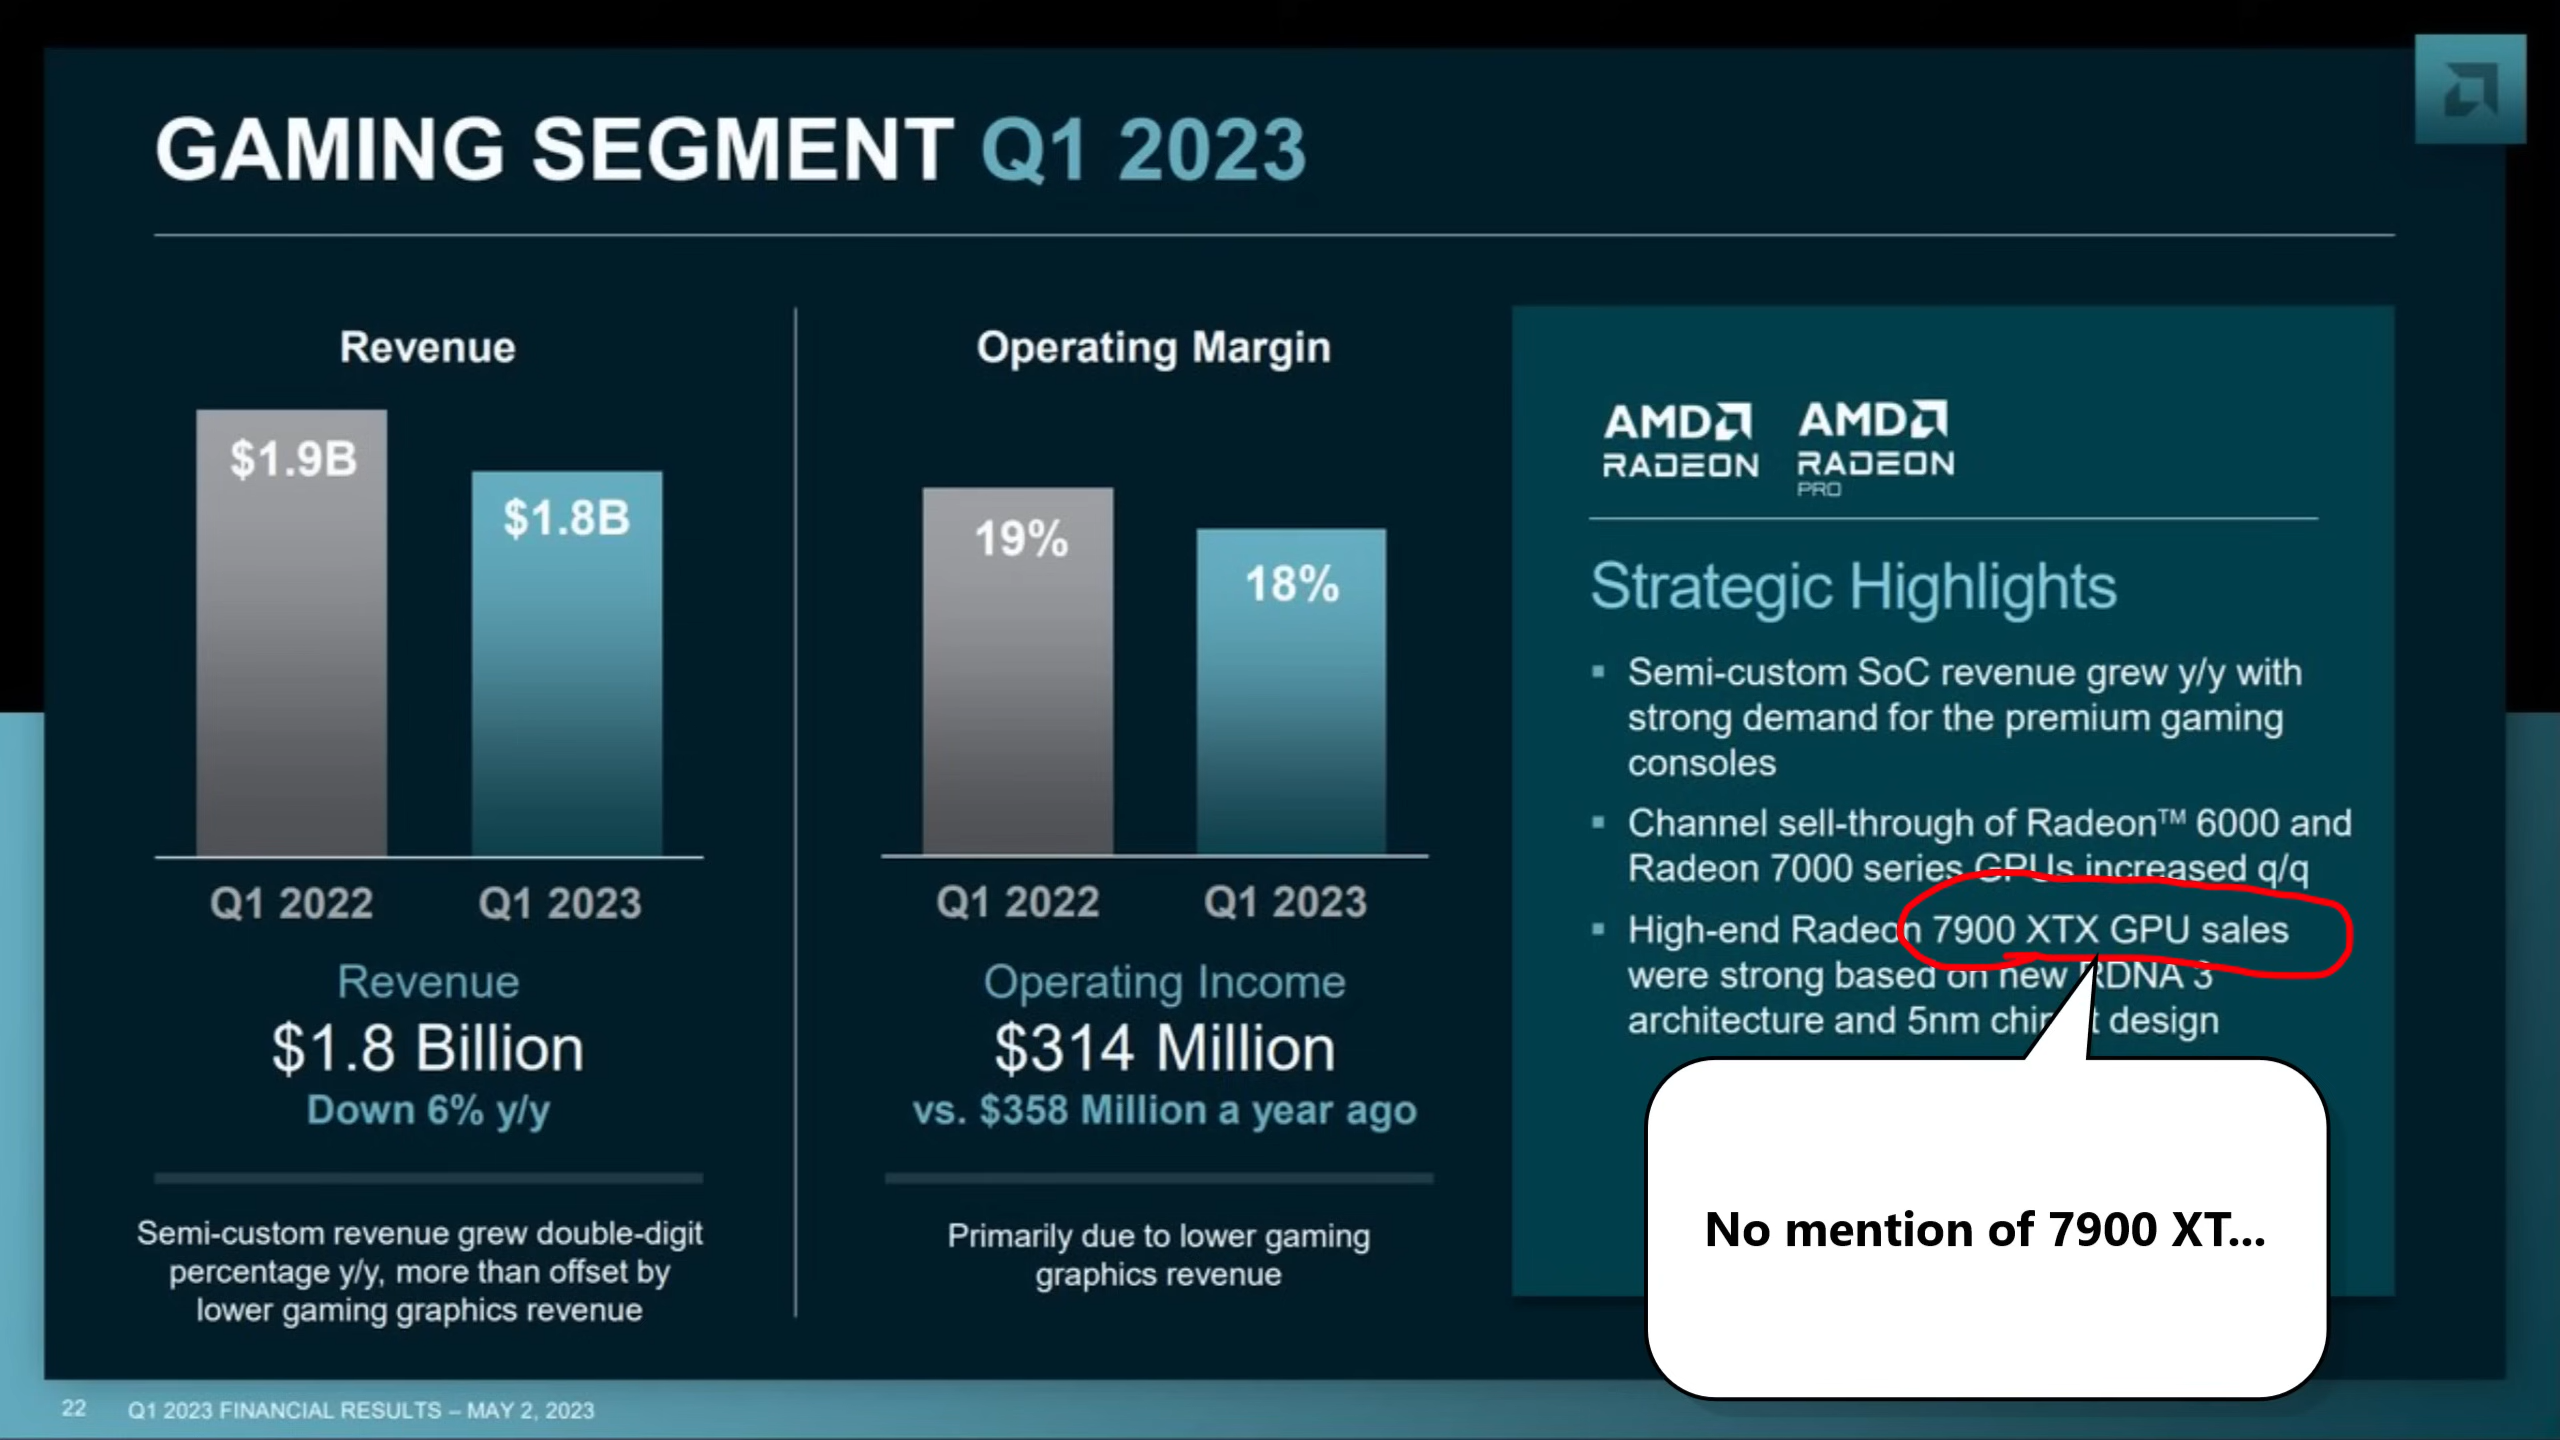 GAMING SEGMENT Q1 2023
Revenue
$1.9B
$1.8B
Q1 2022
Q1 2023
Revenue
$1.8 Billion
Down 6% y/y
Semi-custom revenue grew double-digit
percentage y/y, more than offset by
lower gaming graphics revenue
Operating Margin
19%
18%
Q1 2022
Q1 2023
Operating Income
$314 Million
vs. $358 Million a year ago
Primarily due to lower gaming
graphics revenue
AMD
RADEON
AMD
RADEON
PRO
Strategic Highlights
▪ Semi-custom SoC revenue grew y/y with
strong demand for the premium gaming
consoles
▪ Channel sell-through of Radeon™ 6000 and
Radeon 7000 series GPUs increased q/q
▪ High-end Radeon 7900 XTX GPU sales
were strong based on new RDNA 3
architecture and 5nm design
No mention of 7900 XT...
22 Q1 2023 FINANCIAL RESULTS – MAY 2, 2023